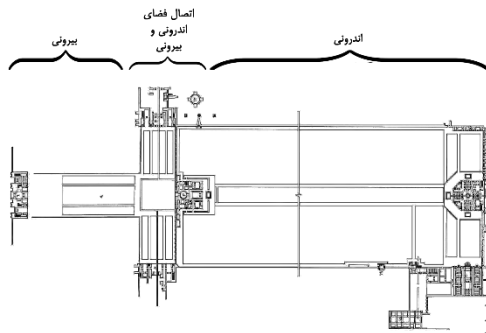 اندرونی
اتصال فضای
اندرونی و
بیرونی
بیرونی